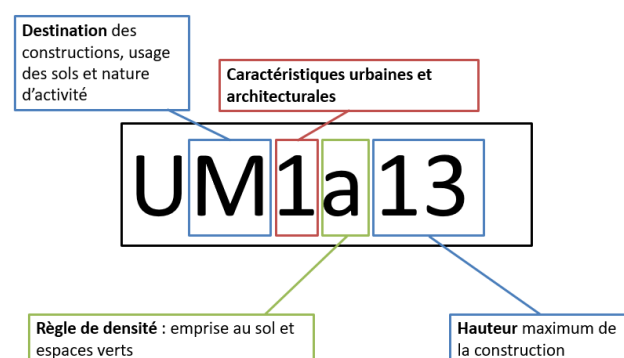 Destination des
constructions, usage
des sols et nature
d’activité
Caractéristiques urbaines et
architecturales
UM1a13
Règle de densité : emprise au sol et
espaces verts
Hauteur maximum de
la construction